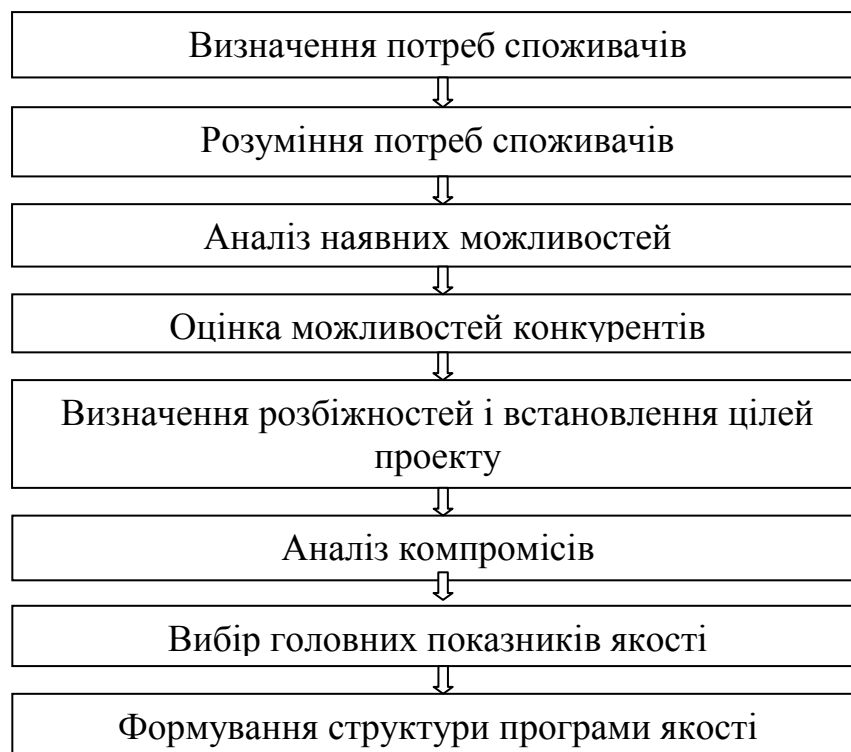 Визначення потреб споживачів
Розуміння потреб споживачів
Аналіз наявних можливостей
Оцінка можливостей конкурентів
Визначення розбіжностей і встановлення цілей
проекту
Аналіз компромісів
Вибір головних показників якості
Формування структури програми якості